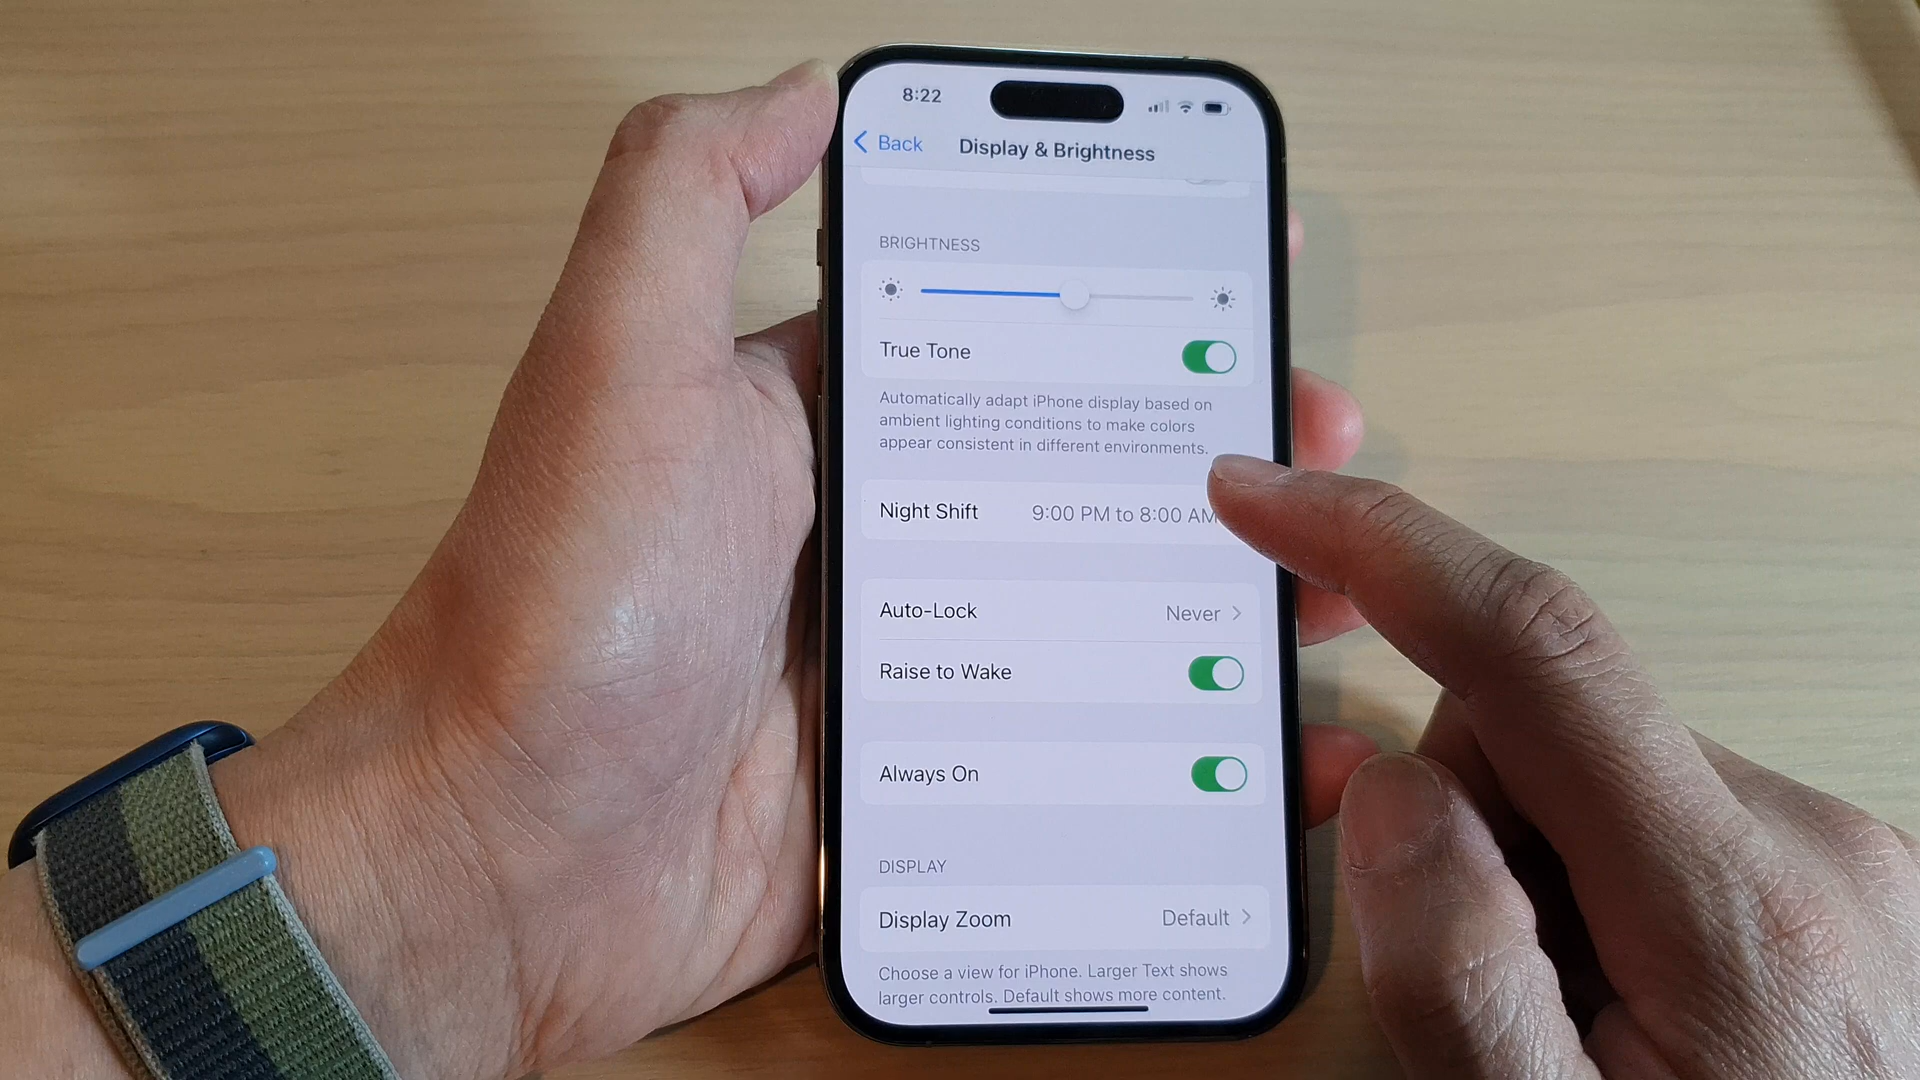 8:22
Back
Display & Brightness
BRIGHTNESS
True Tone
Automatically adapt iPhone display based on
ambient lighting conditions to make colors
appear consistent in different environments.
Night Shift 9:00 PM to 8:00 AM
Auto-Lock Never
Raise to Wake
Always On
DISPLAY
Display Zoom Default
Choose a view for iPhone. Larger Text shows
larger controls. Default shows more content.